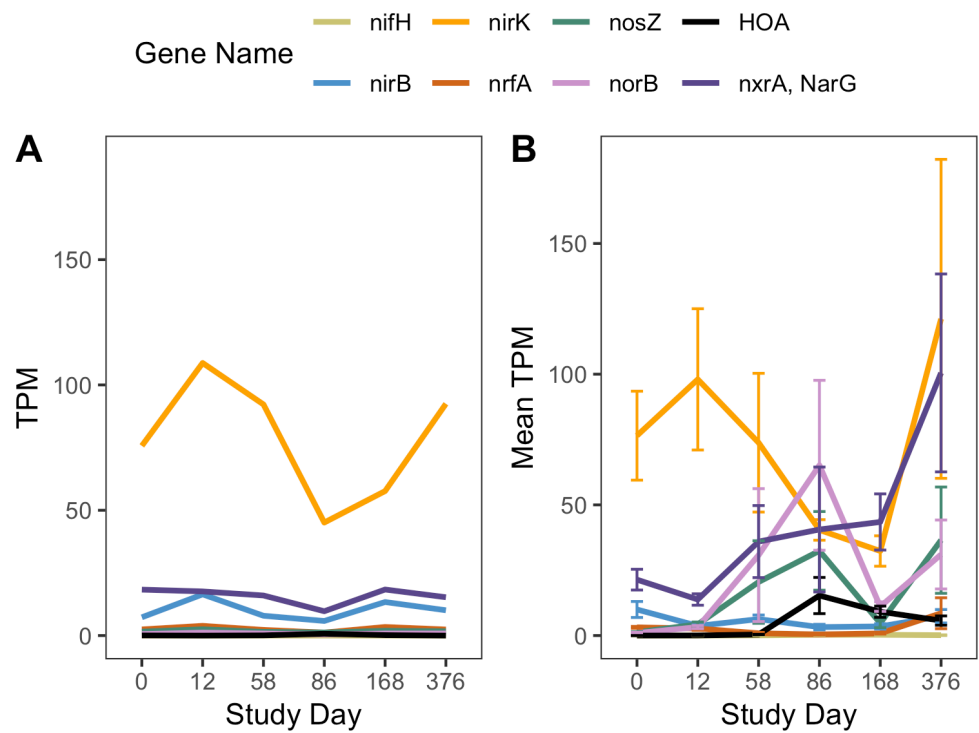 Gene Name
nifH nirK nosZ HOA
nirB nrfA norB nxrA, NarG
A
TPM
150
100
50
0
0 12 58 86 168 376
Study Day
B
Mean TPM
150
100
50
0
0 12 58 86 168 376
Study Day